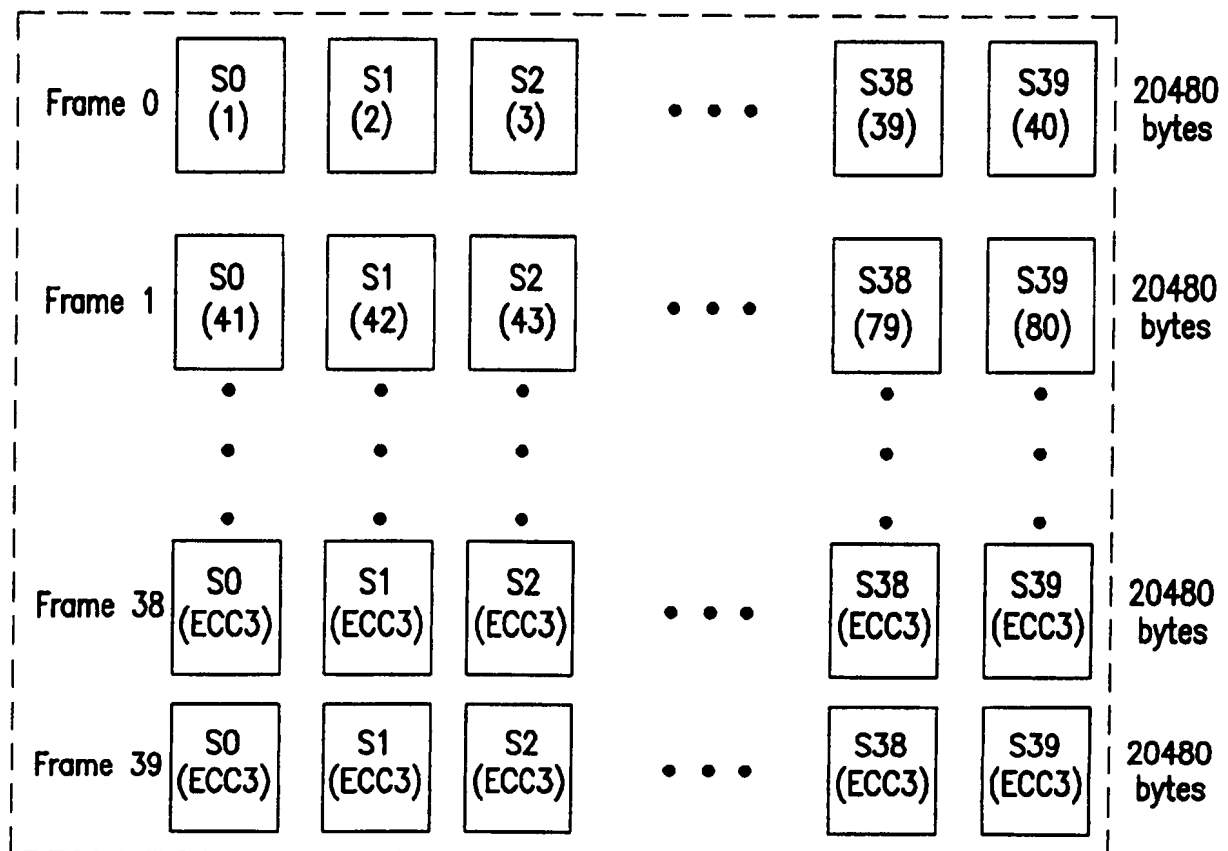 Frame 0
S0
(1)
S1
(2)
S2
(3)
S38
(39)
S39
(40)
20480
bytes
Frame 1
S0
(41)
S1
(42)
S2
(43)
S38
(79)
S39
(80)
20480
bytes
Frame 38
S0
(ECC3)
S1
(ECC3)
S2
(ECC3)
S38
(ECC3)
S39
(ECC3)
20480
bytes
Frame 39
S0
(ECC3)
S1
(ECC3)
S2
(ECC3)
S38
(ECC3)
S39
(ECC3)
20480
bytes